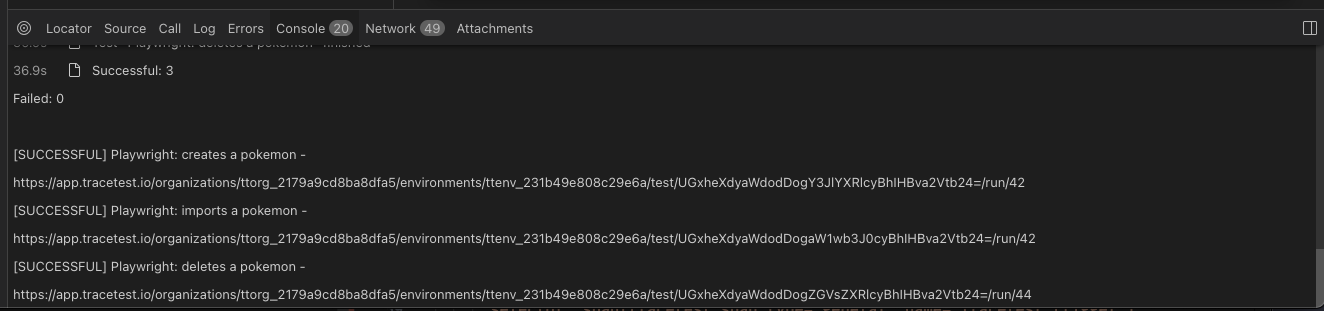 Locator Source Call Log Errors Console 20 Network 49 Attachments
36.9s Successful: 3
Failed: 0
[SUCCESSFUL] Playwright: creates a pokemon -
https://app.tracetest.io/organizations/ttorg_2179a9cd8ba8dfa5/environments/ttenv_231b49e808c29e6a/test/UGxheXdyaWdodDogY3JlYXRlcyBhIHBva2Vtb24=/run/42
[SUCCESSFUL] Playwright: imports a pokemon -
https://app.tracetest.io/organizations/ttorg_2179a9cd8ba8dfa5/environments/ttenv_231b49e808c29e6a/test/UGxheXdyaWdodDogaW1wb3J0cyBhIHBva2Vtb24=/run/42
[SUCCESSFUL] Playwright: deletes a pokemon -
https://app.tracetest.io/organizations/ttorg_2179a9cd8ba8dfa5/environments/ttenv_231b49e808c29e6a/test/UGxheXdyaWdodDogZGVsZXRlcyBhIHBva2Vtb24=/run/44